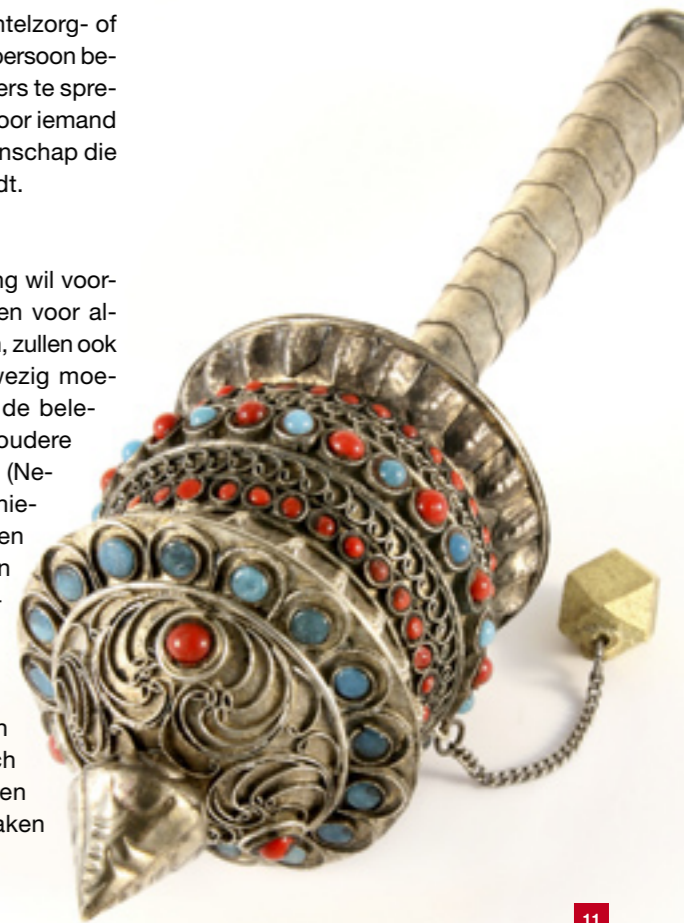 ntelzorg- of
persoon be-
ers te spre-
oor iemand
nschap die
dt.
ng wil voor-
en voor al-
, zullen ook
vezig moe-
de bele-
oudere
(Ne-
nie-
en
n
-
n
ch
en
aken
11